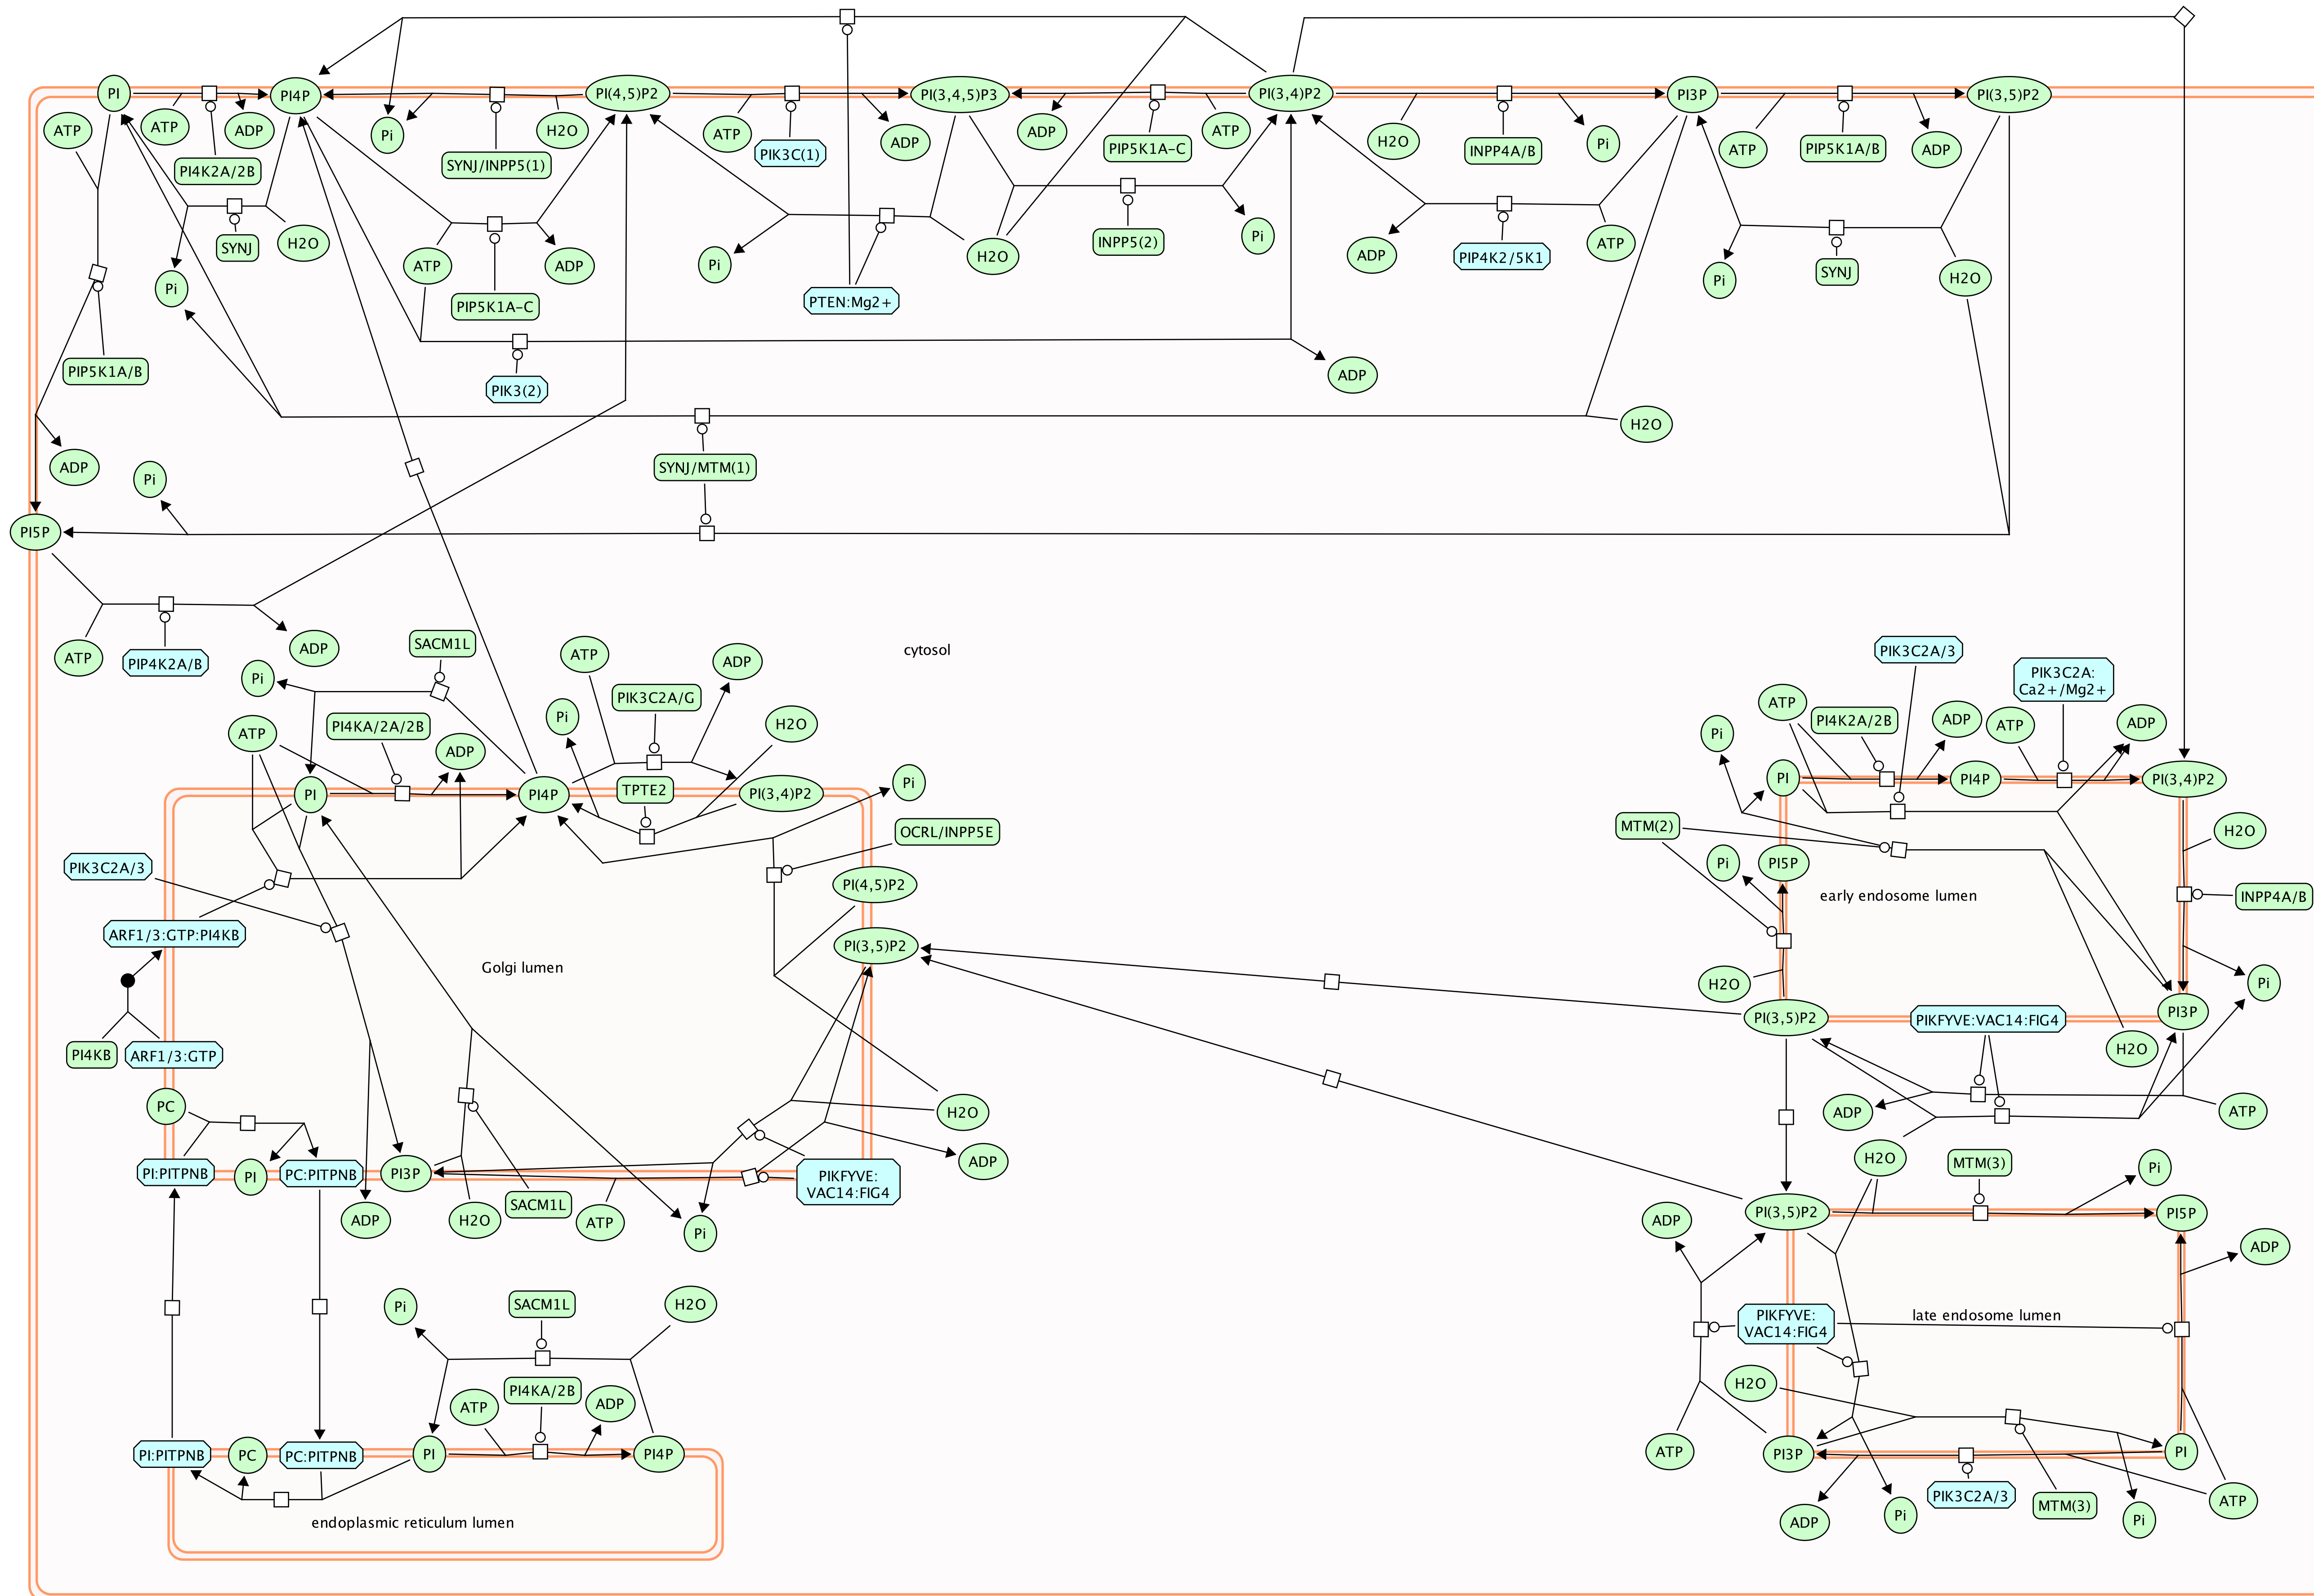 PI
PI4P
PI(4,5)P2
PI(3,4,5)P3
PI(3,4)P2
PI3P
PI(3,5)P2
ATP
ATP
ADP
Pi
H2O
ATP
ADP
ADP
ATP
H2O
Pi
ATP
ADP
PI4K2A/2B
SYNJ/INPP5(1)
PIK3C(1)
PIP5K1A-C
INPP4A/B
PIP5K1A/B
SYNJ
H2O
INPP5(2)
Pi
ADP
PIP4K2/5K1
ATP
SYNJ
H2O
Pi
ATP
ADP
Pi
H2O
Pi
PIP5K1A-C
PTEN:Mg2+
PIP5K1A/B
PIK3(2)
ADP
H2O
ADP
Pi
SYNJ/MTM(1)
PI5P
ATP
PIP4K2A/B
ADP
SACM1L
cytosol
Pi
ATP
ADP
PIK3C2A/G
PI4KA/2A/2B
Pi
H2O
ATP
ADP
PI
PI4P
TPTE2
PI(3,4)P2
Pi
OCRL/INPP5E
PIK3C2A/3
PI(4,5)P2
ARF1/3:GTP:PI4KB
PI(3,5)P2
Golgi lumen
PI4KB
ARF1/3:GTP
PC
H2O
PI:PITPNB
PI
PC:PITPNB
PI3P
ADP
H2O
SACM1L
ATP
Pi
PIKFYVE:
VAC14:FIG4
ADP
PIK3C2A/3
PIK3C2A:
Ca2+/Mg2+
ATP
PI4K2A/2B
ADP
ATP
ADP
Pi
PI
PI4P
PI(3,4)P2
MTM(2)
H2O
Pi
PI5P
early endosome lumen
INPP4A/B
H2O
Pi
PI(3,5)P2
PIKFYVE:VAC14:FIG4
PI3P
H2O
ADP
ATP
H2O
MTM(3)
Pi
ADP
PI(3,5)P2
PI5P
ADP
PIKFYVE:
VAC14:FIG4
late endosome lumen
H2O
ATP
PI3P
PI
PIK3C2A/3
MTM(3)
ATP
ADP
Pi
Pi
Pi
SACM1L
H2O
ATP
PI4KA/2B
ADP
PI:PITPNB
PC
PC:PITPNB
PI
PI4P
endoplasmic reticulum lumen